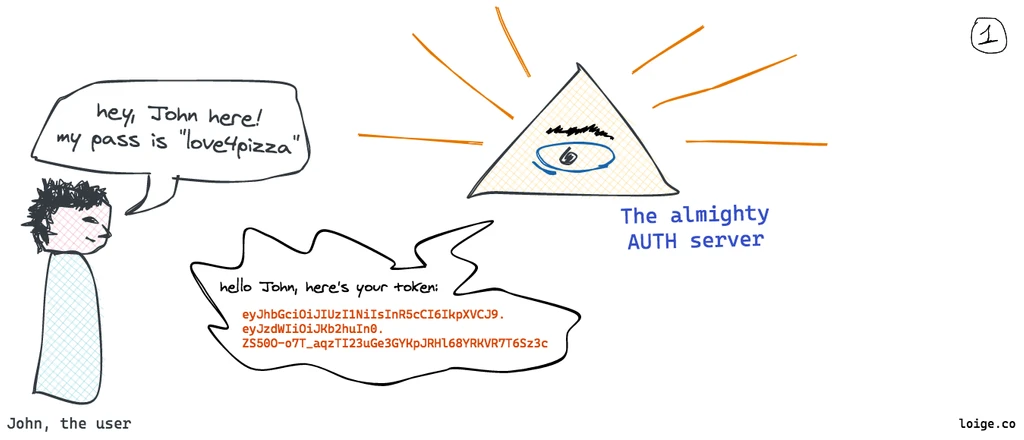 1
hey, John here!
my pass is "love4pizza"
The almighty
AUTH server
hello John, here's your token:
eyJhbGciOiJIUzI1NiIsInR5cCI6IkpXVCJ9.
eyJzdWIiOiJKb2huIn0.
ZS50O-o7T_aqzTI23uGe3GYKpJRHl68YRKVR7T6Sz3c
John, the user
loige.co